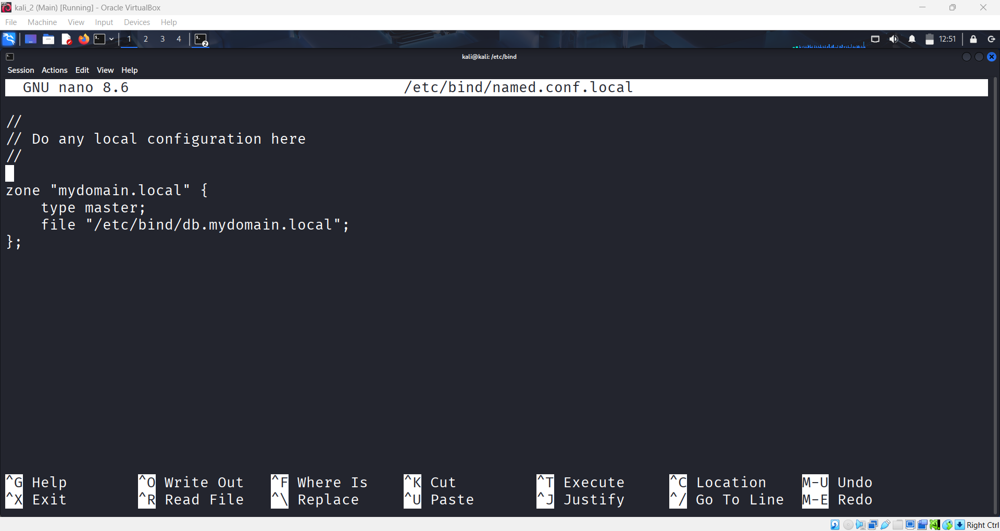 kali_2 (Main) [Running] - Oracle VirtualBox
File Machine View Input Devices Help
1 2 3 4 2 12:51
kali@kali: /etc/bind
Session Actions Edit View Help
GNU nano 8.6 /etc/bind/named.conf.local
//
// Do any local configuration here
//
zone "mydomain.local" {
type master;
file "/etc/bind/db.mydomain.local";
};
^G Help ^O Write Out ^F Where Is ^K Cut ^T Execute ^C Location M-U Undo
^X Exit ^R Read File ^\ Replace ^U Paste ^J Justify ^/ Go To Line M-E Redo
Right Ctrl